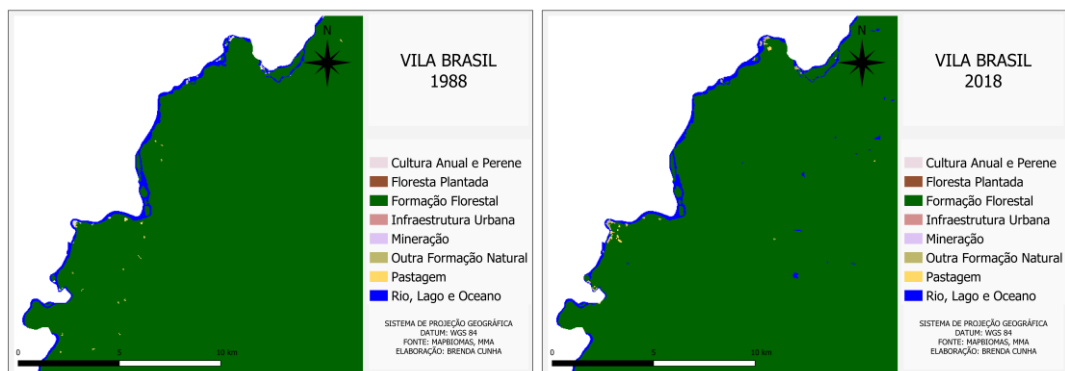 N
VILA BRASIL
1988
Cultura Anual e Perene
Floresta Plantada
Formação Florestal
Infraestrutura Urbana
Mineração
Outra Formação Natural
Pastagem
Rio, Lago e Oceano
SISTEMA DE PROJEÇÃO GEOGRÁFICA
DATUM: WGS 84
FONTE: MAPBIOMAS, MMA
ELABORAÇÃO: BRENDA CUNHA
0 5 10 km
N
VILA BRASIL
2018
Cultura Anual e Perene
Floresta Plantada
Formação Florestal
Infraestrutura Urbana
Mineração
Outra Formação Natural
Pastagem
Rio, Lago e Oceano
SISTEMA DE PROJEÇÃO GEOGRÁFICA
DATUM: WGS 84
FONTE: MAPBIOMAS, MMA
ELABORAÇÃO: BRENDA CUNHA
0 5 10 km